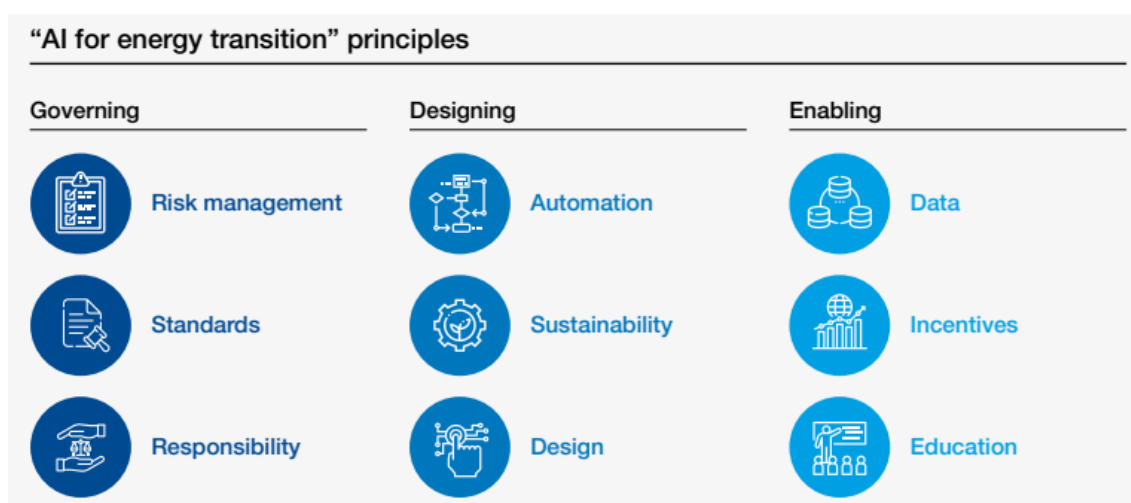 “AI for energy transition” principles
Governing
Risk management
Standards
Responsibility
Designing
Automation
Sustainability
Design
Enabling
Data
Incentives
Education